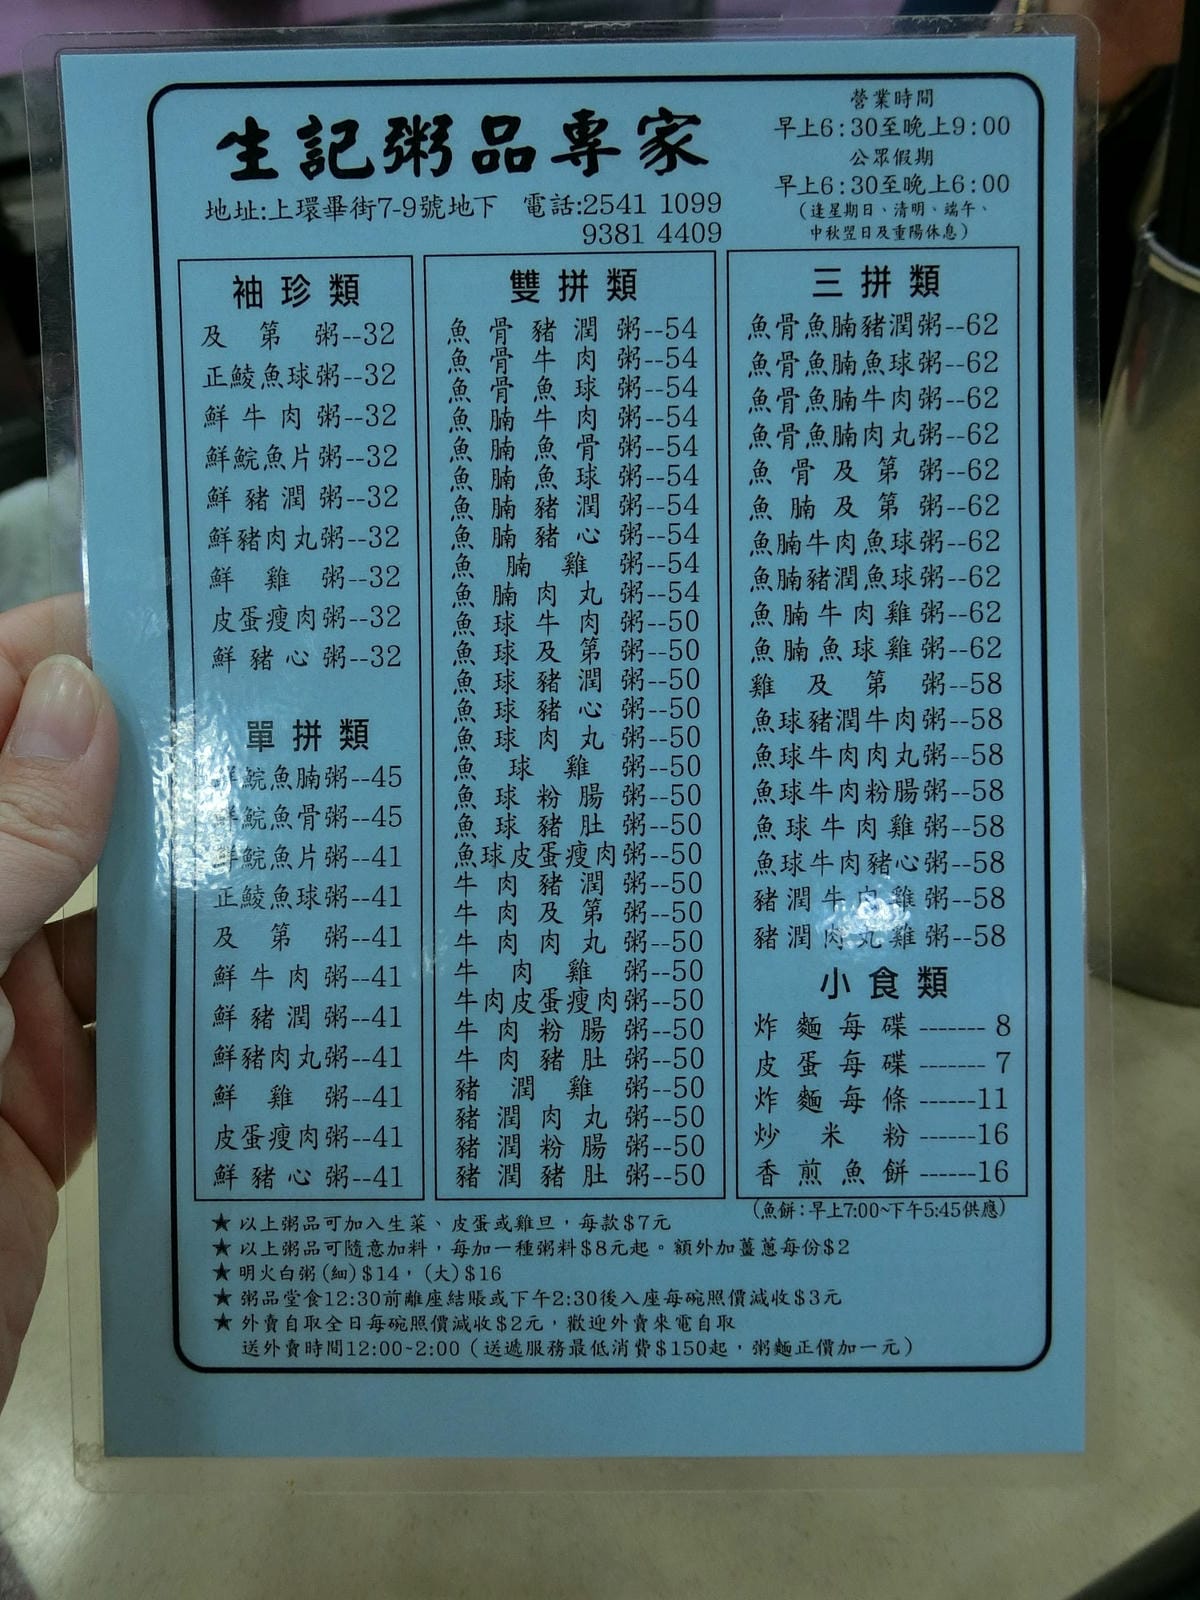 生記粥品專家
地址:上環畢街7-9號地下 電話:2541 1099
9381 4409
營業時間
早上6:30至晚上9:00
公眾假期
早上6:30至晚上6:00
(逢星期日、清明、端午、
中秋翌日及重陽休息)
袖珍類
及第粥--32
正鯪魚球粥--32
鮮牛肉粥--32
鮮鯇魚片粥--32
鮮豬潤粥--32
鮮豬肉丸粥--32
鮮雞粥--32
皮蛋瘦肉粥--32
鮮豬心粥--32
單拼類
鮮鯇魚腩粥--45
鮮鯇魚骨粥--45
鮮鯇魚片粥--41
正鯪魚球粥--41
及第粥--41
鮮牛肉粥--41
鮮豬潤粥--41
鮮豬肉丸粥--41
鮮雞粥--41
皮蛋瘦肉粥--41
鮮豬心粥--41
雙拼類
魚骨豬潤粥--54
魚骨牛肉粥--54
魚骨魚球粥--54
魚腩牛肉粥--54
魚腩魚骨粥--54
魚腩魚球粥--54
魚腩豬潤粥--54
魚腩豬心粥--54
魚腩雞粥--54
魚腩肉丸粥--54
魚球牛肉粥--50
魚球及第粥--50
魚球豬潤粥--50
魚球豬心粥--50
魚球肉丸粥--50
魚球雞粥--50
魚球粉腸粥--50
魚球豬肚粥--50
魚球皮蛋瘦肉粥--50
牛肉豬潤粥--50
牛肉及第粥--50
牛肉肉丸粥--50
牛肉雞粥--50
牛肉皮蛋瘦肉粥--50
牛肉粉腸粥--50
牛肉豬肚粥--50
豬潤雞粥--50
豬潤肉丸粥--50
豬潤粉腸粥--50
豬潤豬肚粥--50
三拼類
魚骨魚腩豬潤粥--62
魚骨魚腩魚球粥--62
魚骨魚腩牛肉粥--62
魚骨魚腩肉丸粥--62
魚骨及第粥--62
魚腩及第粥--62
魚腩牛肉魚球粥--62
魚腩豬潤魚球粥--62
魚腩牛肉雞粥--62
魚腩魚球雞粥--62
雞及第粥--58
魚球豬潤牛肉粥--58
魚球牛肉肉丸粥--58
魚球牛肉粉腸粥--58
魚球牛肉雞粥--58
魚球牛肉豬心粥--58
豬潤牛肉雞粥--58
豬潤肉丸雞粥--58
小食類
炸麵每碟-------8
皮蛋每碟-------7
炸麵每條------11
炒米粉------16
香煎魚餅------16
(魚餅:早上7:00~下午5:45供應)
★以上粥品可加入生菜、皮蛋或雞旦，每款$7元
★以上粥品可隨意加料，每加一種粥料$8元起。額外加薑蔥每份$2
★明火白粥(細)$14，(大)$16
★粥品堂食12:30前離座結賬或下午2:30後入座每碗照價減收$3元
★外賣自取全日每碗照價減收$2元，歡迎外賣來電自取
送外賣時間12:00~2:00（送遞服務最低消費$150起，粥麵正價加一元）